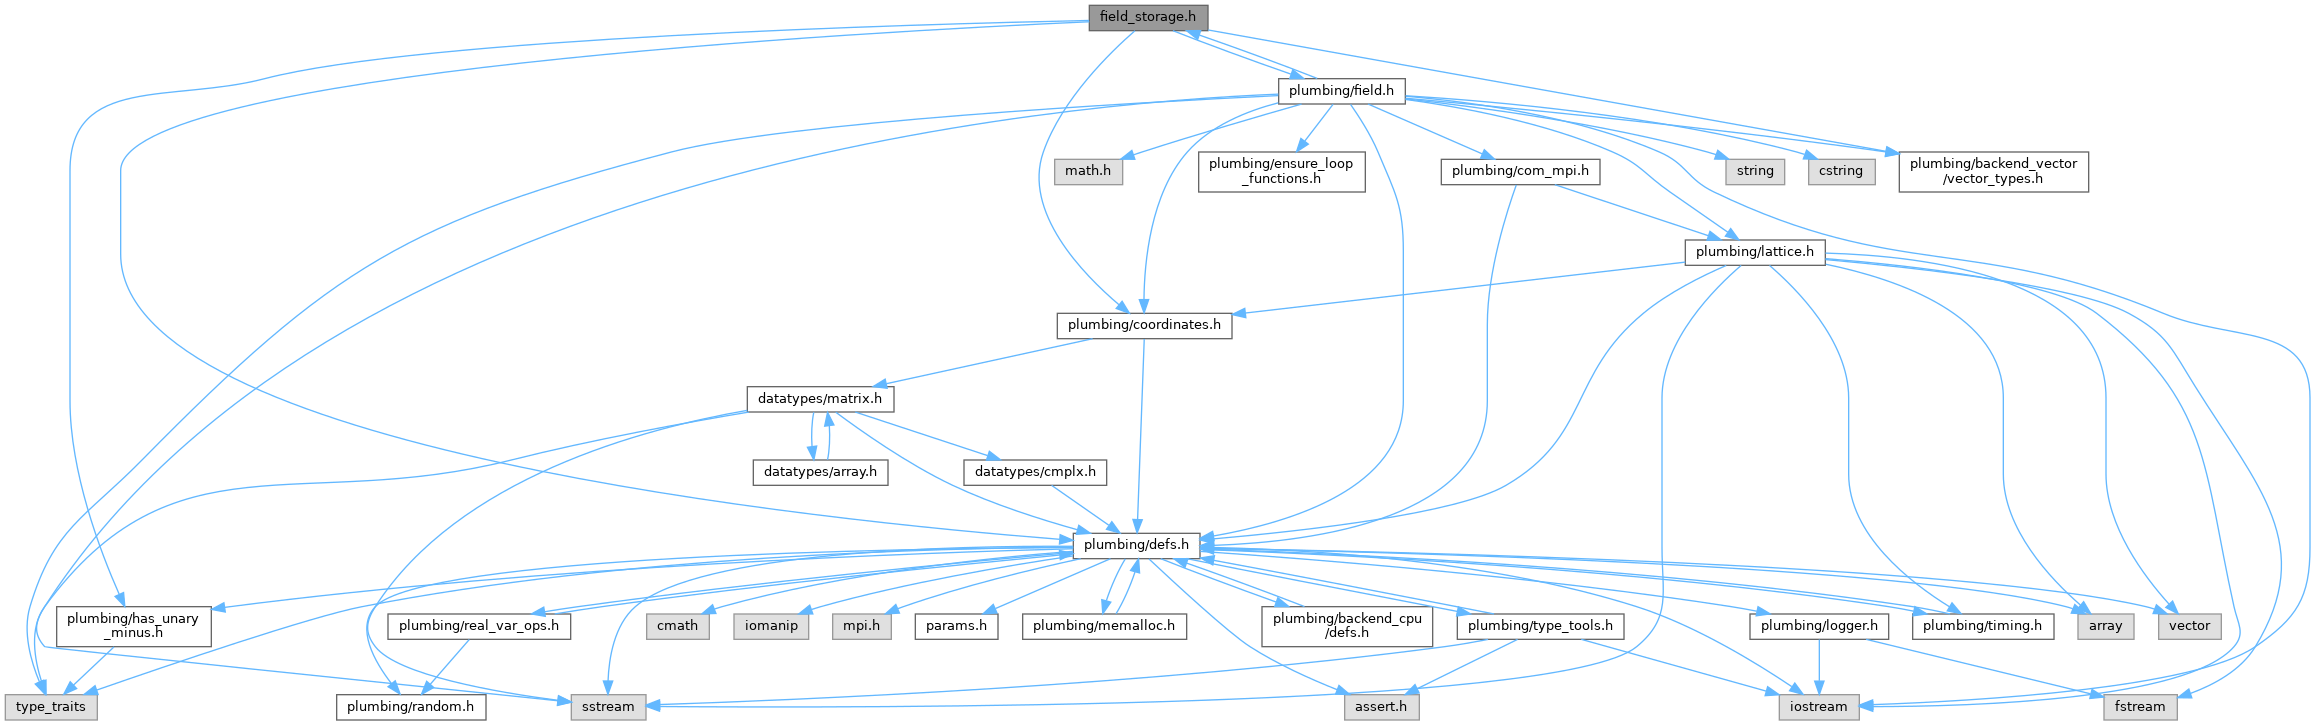 field_storage.h
plumbing/field.h
math.h
plumbing/ensure_loop
_functions.h
plumbing/com_mpi.h
string
cstring
plumbing/backend_vector
/vector_types.h
plumbing/lattice.h
plumbing/coordinates.h
datatypes/matrix.h
datatypes/array.h
datatypes/cmplx.h
plumbing/defs.h
plumbing/has_unary
_minus.h
plumbing/real_var_ops.h
cmath
iomanip
mpi.h
params.h
plumbing/memalloc.h
plumbing/backend_cpu
/defs.h
plumbing/type_tools.h
plumbing/logger.h
plumbing/timing.h
array
vector
type_traits
plumbing/random.h
sstream
assert.h
iostream
fstream